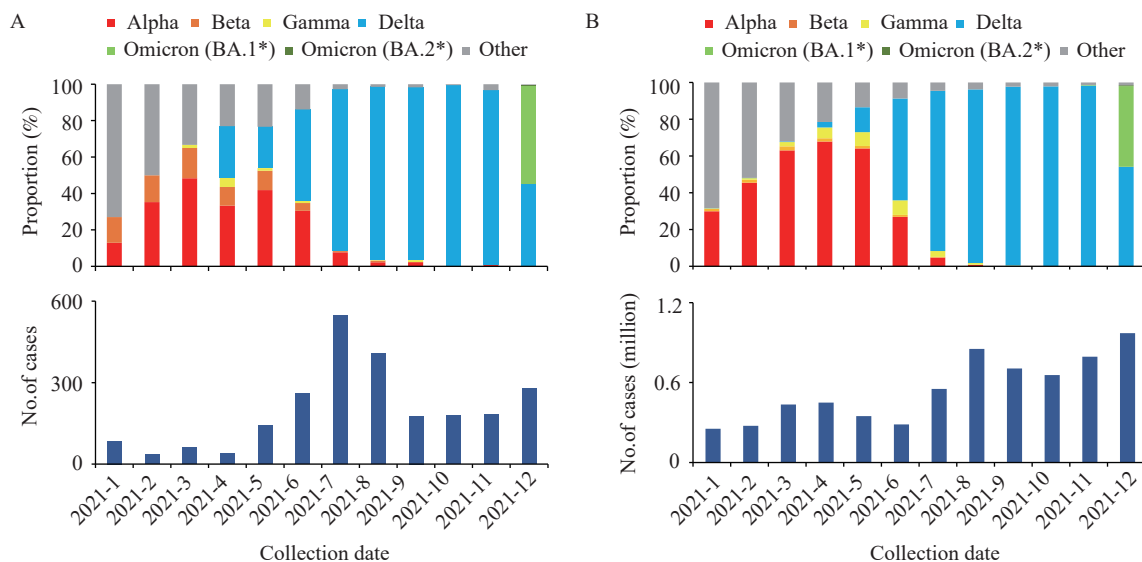 A
Alpha Beta Gamma Delta
Omicron (BA.1*) Omicron (BA.2*) Other
Proportion (%)
100
80
60
40
20
0
No.of cases
600
300
0
2021-1 2021-2 2021-3 2021-4 2021-5 2021-6 2021-7 2021-8 2021-9 2021-10 2021-11 2021-12
Collection date
B
Alpha Beta Gamma Delta
Omicron (BA.1*) Omicron (BA.2*) Other
Proportion (%)
100
80
60
40
20
0
No.of cases (million)
1.2
0.6
0
2021-1 2021-2 2021-3 2021-4 2021-5 2021-6 2021-7 2021-8 2021-9 2021-10 2021-11 2021-12
Collection date